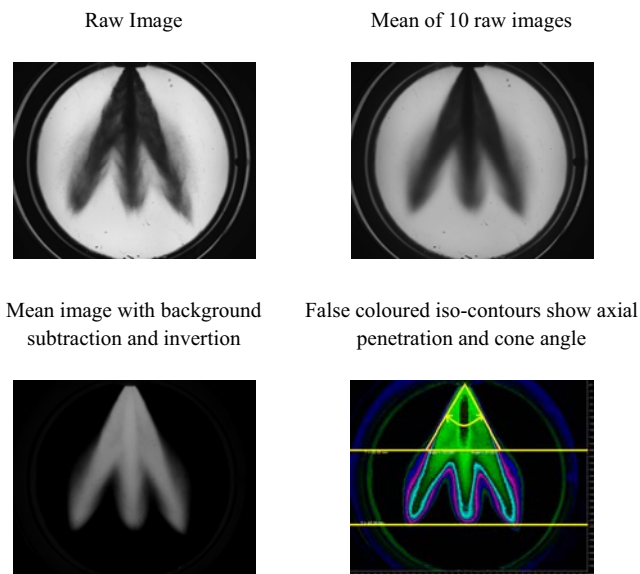 Raw Image
Mean of 10 raw images
Mean image with background
subtraction and invertion
False coloured iso-contours show axial
penetration and cone angle